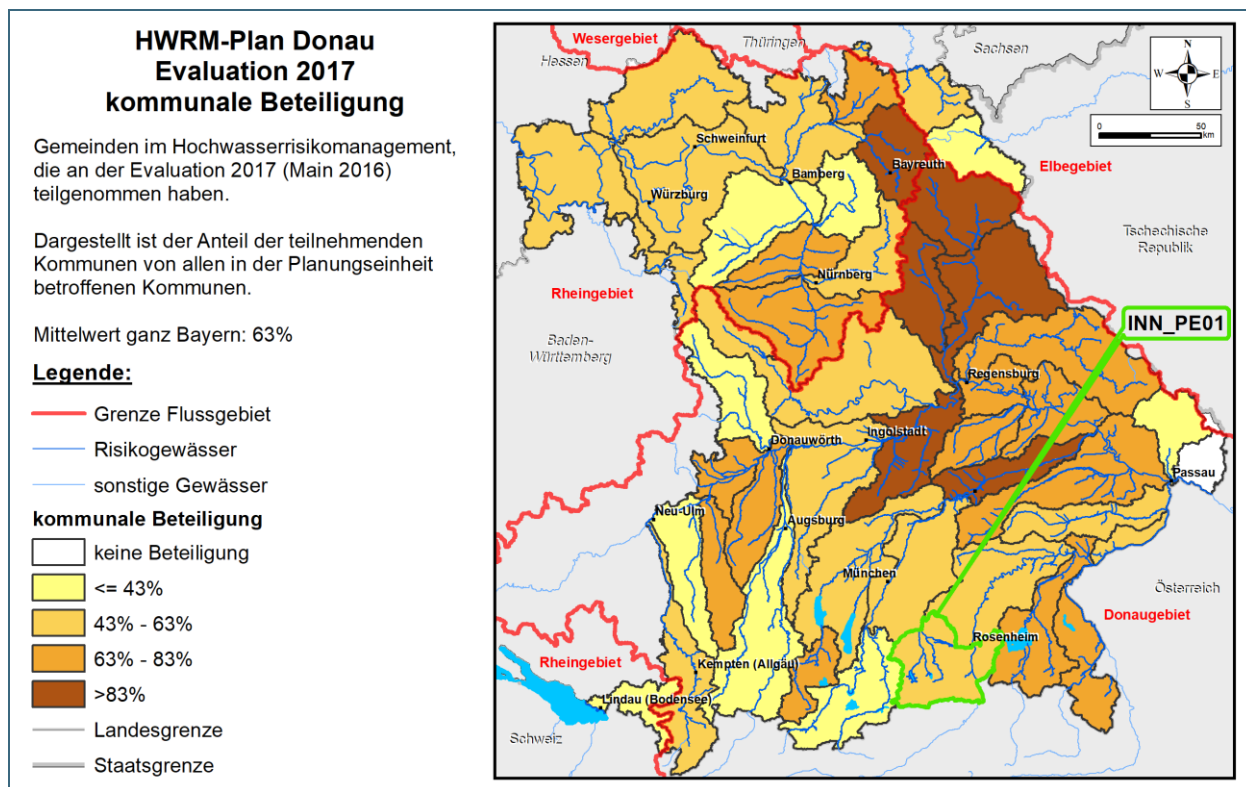 HWRM-Plan Donau
Evaluation 2017
kommunale Beteiligung
Gemeinden im Hochwasserrisikomanagement,
die an der Evaluation 2017 (Main 2016)
teilgenommen haben.
Dargestellt ist der Anteil der teilnehmenden
Kommunen von allen in der Planungseinheit
betroffenen Kommunen.
Mittelwert ganz Bayern: 63%
Legende:
Grenze Flussgebiet
Risikogewässer
sonstige Gewässer
kommunale Beteiligung
keine Beteiligung
<= 43%
43% - 63%
63% - 83%
>83%
Landesgrenze
Staatsgrenze
Wesergebiet
Thüringen
Sachsen
Hessen
N
W E
S
0 50
km
Schweinfurt
Bayreuth
Elbegebiet
Bamberg
Würzburg
Tschechische
Republik
Nürnberg
Rheingebiet
INN_PE01
Baden-
Württemberg
Regensburg
Ingolstadt
Donauwörth
Passau
Neu-Ulm
Augsburg
München
Österreich
Donaugebiet
Rosenheim
Rheingebiet
Kempten (Allgäu)
Lindau (Bodensee)
Schweiz